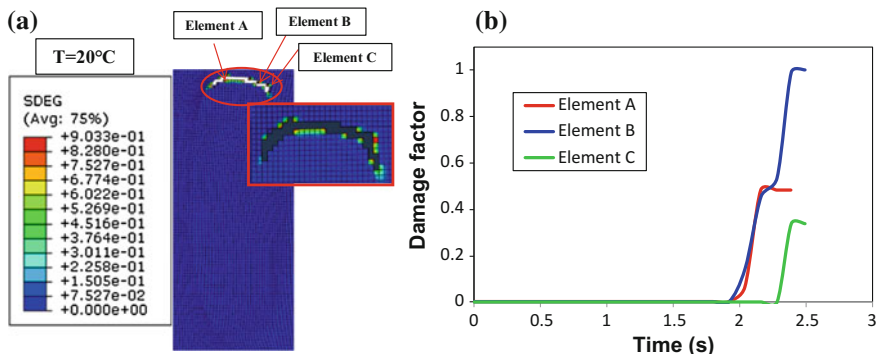 (a)
Element A
Element B
Element C
T=20°C
SDEG
(Avg: 75%)
+9.033e-01
+8.280e-01
+7.527e-01
+6.774e-01
+6.022e-01
+5.269e-01
+4.516e-01
+3.764e-01
+3.011e-01
+2.258e-01
+1.505e-01
+7.527e-02
+0.000e+00
(b)
Damage factor
1
0.8
0.6
0.4
0.2
0
Element A
Element B
Element C
0
0.5
1
1.5
2
2.5
3
Time (s)